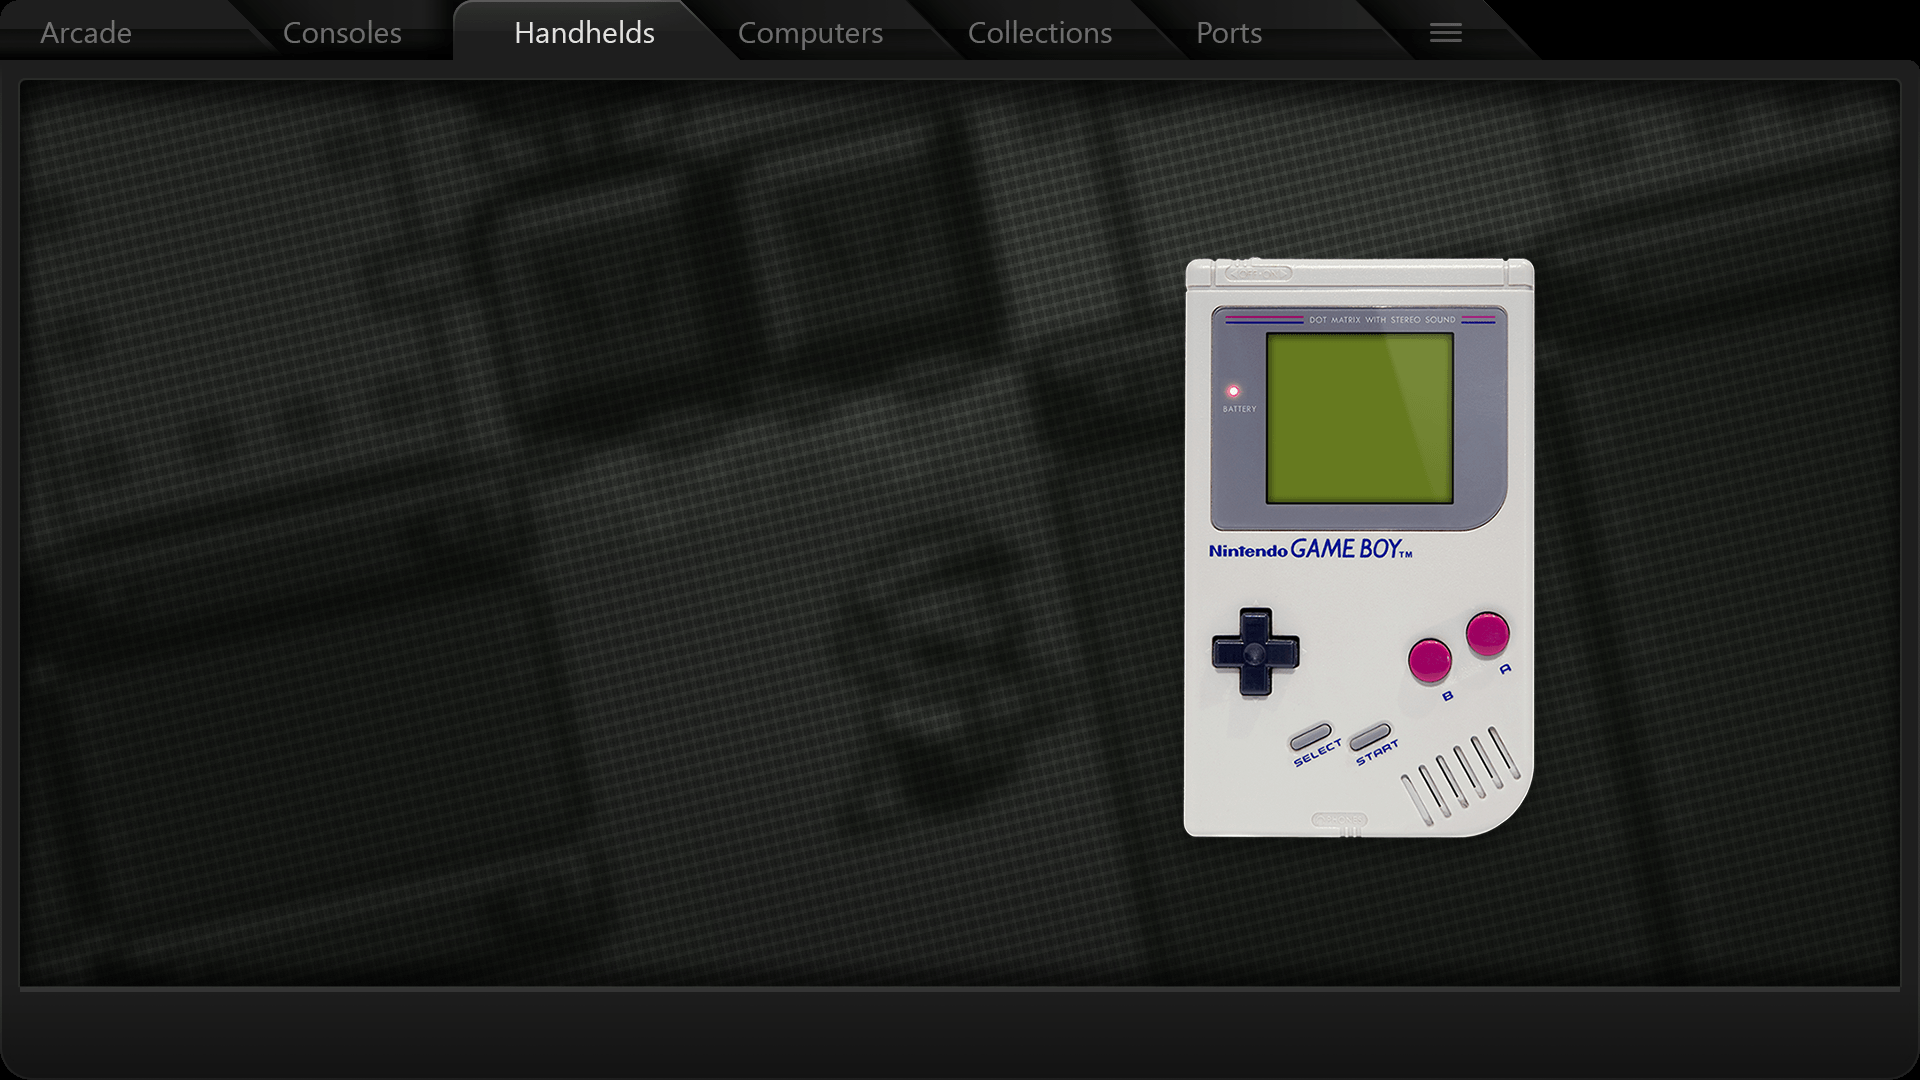 Arcade
Consoles
Handhelds
Computers
Collections
Ports
OFF•ON
DOT MATRIX WITH STEREO SOUND
BATTERY
Nintendo GAME BOY™
A
B
SELECT
START